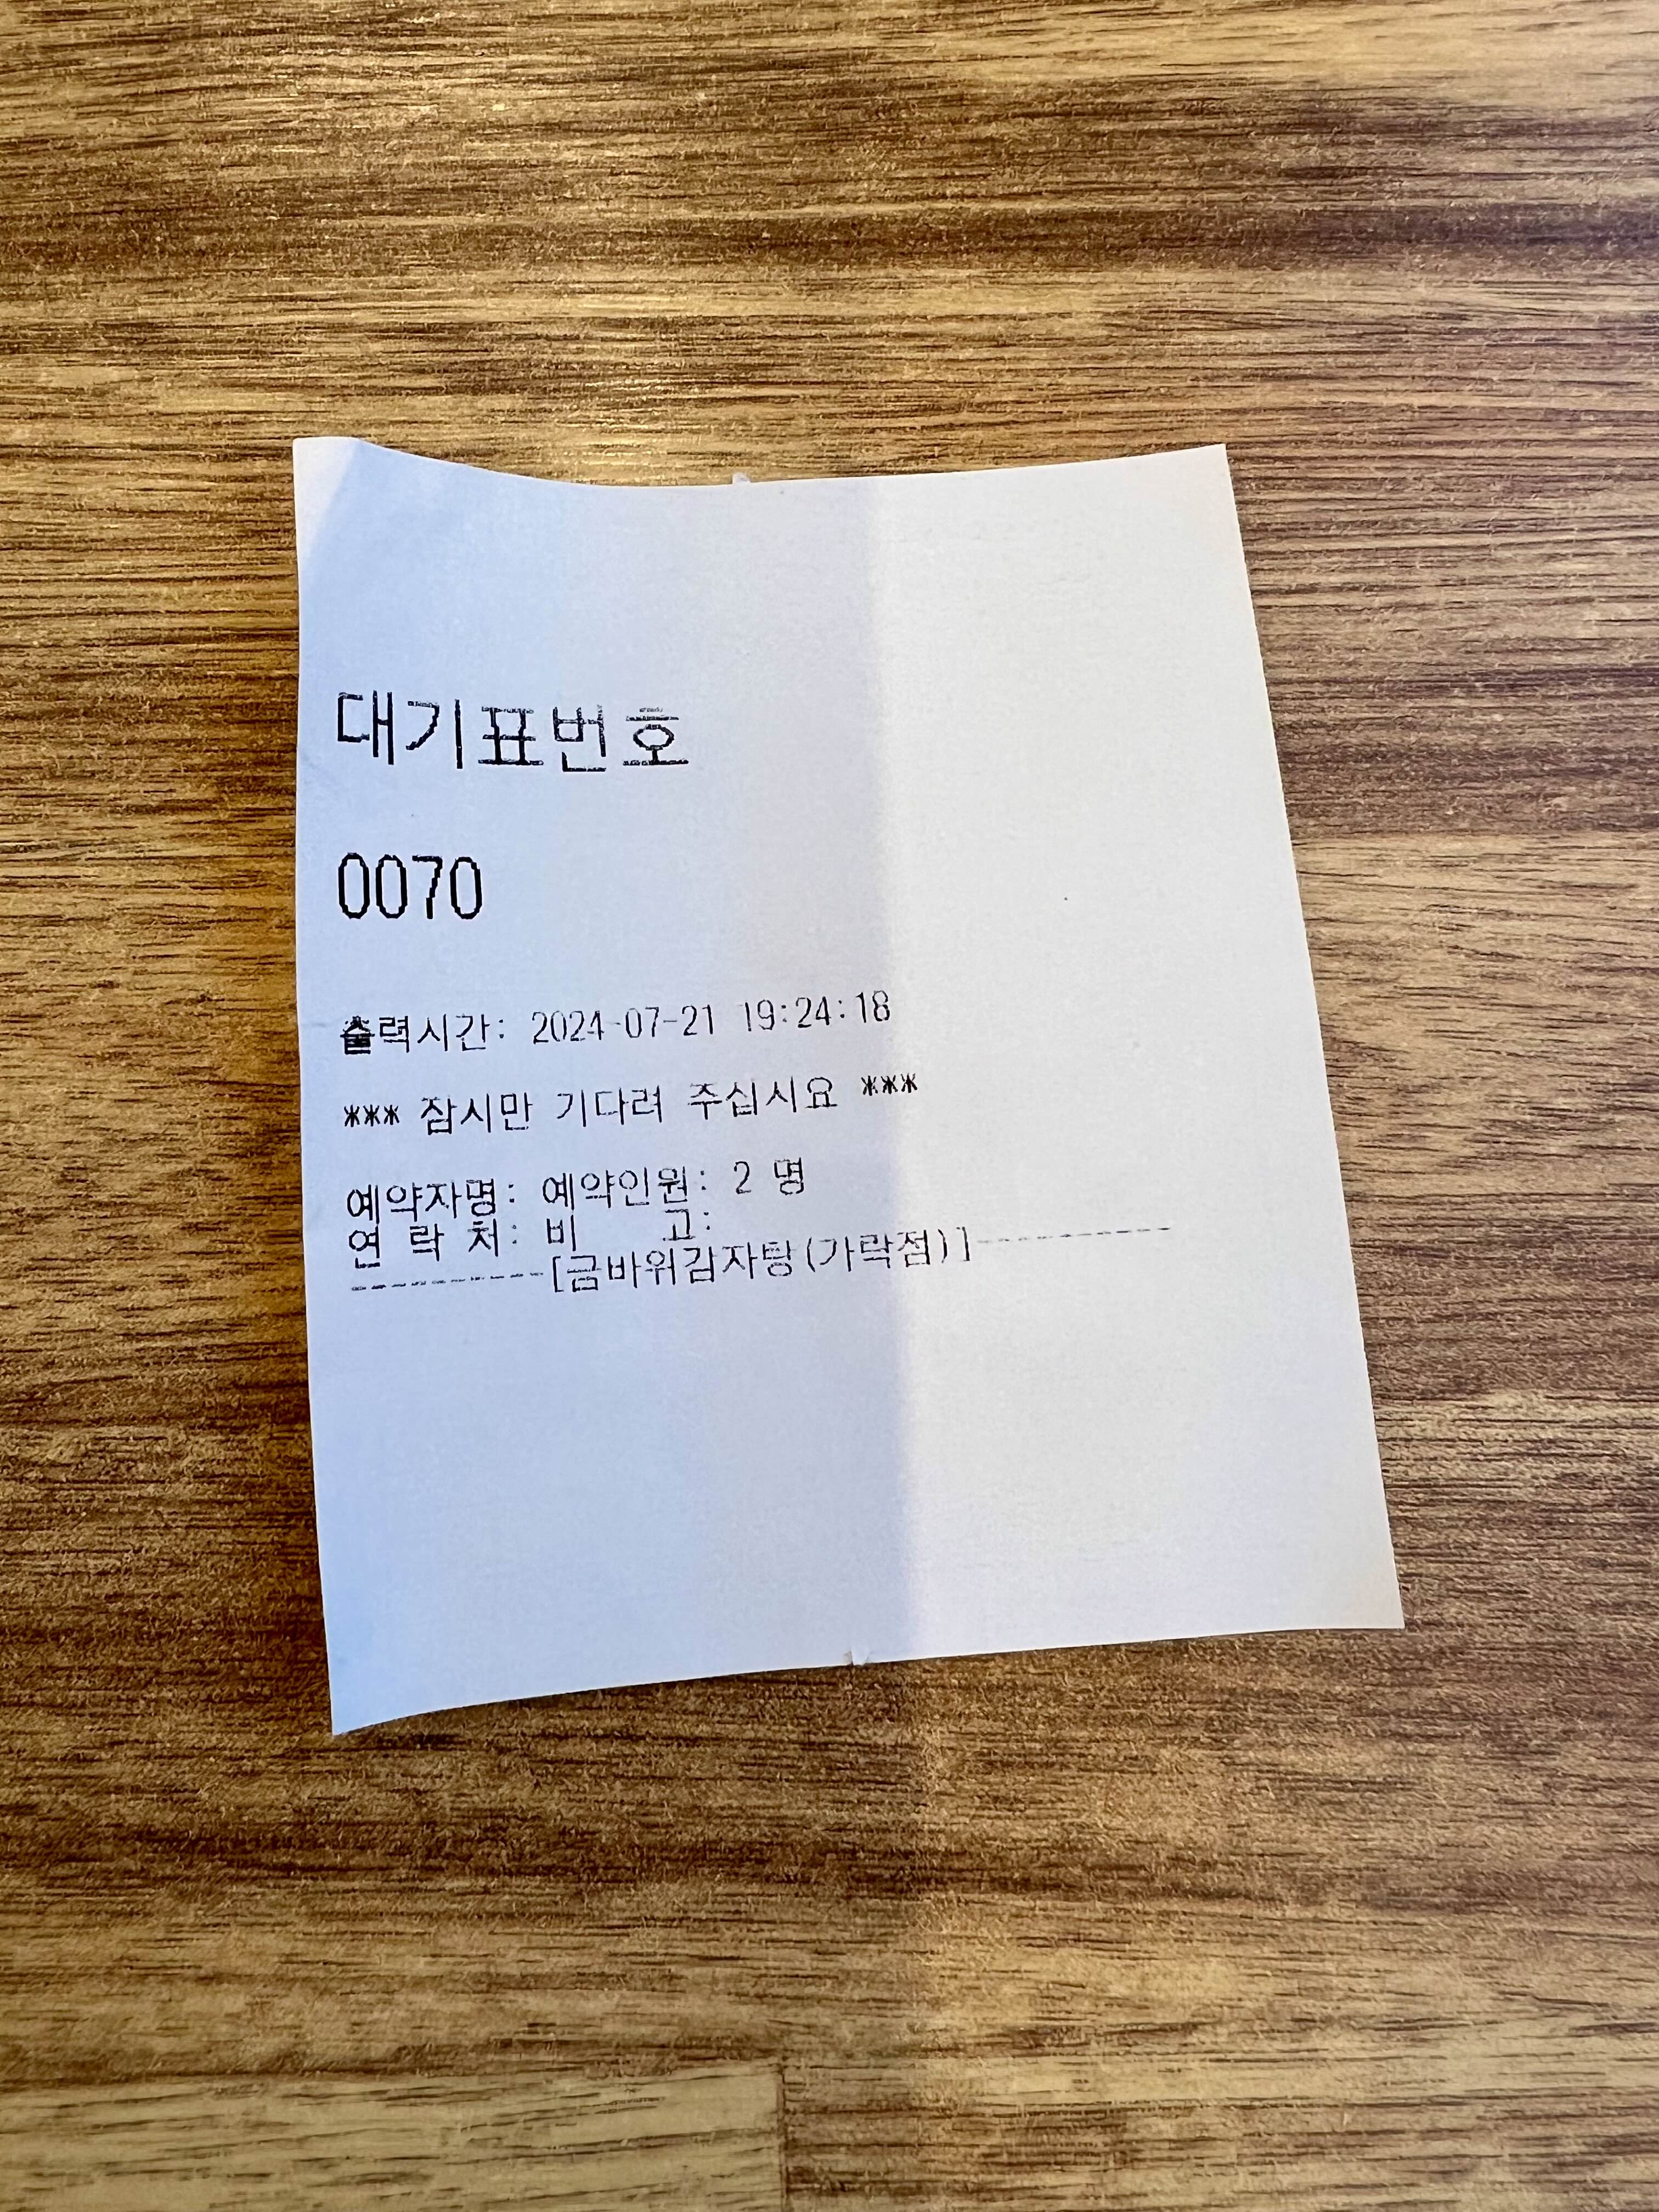 대기표번호
0070
출력시간: 2024-07-21 19:24:18
*** 잠시만 기다려 주십시요 ***
예약자명: 예약인원: 2 명
연 락 처: 비 고:
----------[금바위감자탕(가락점)]----------